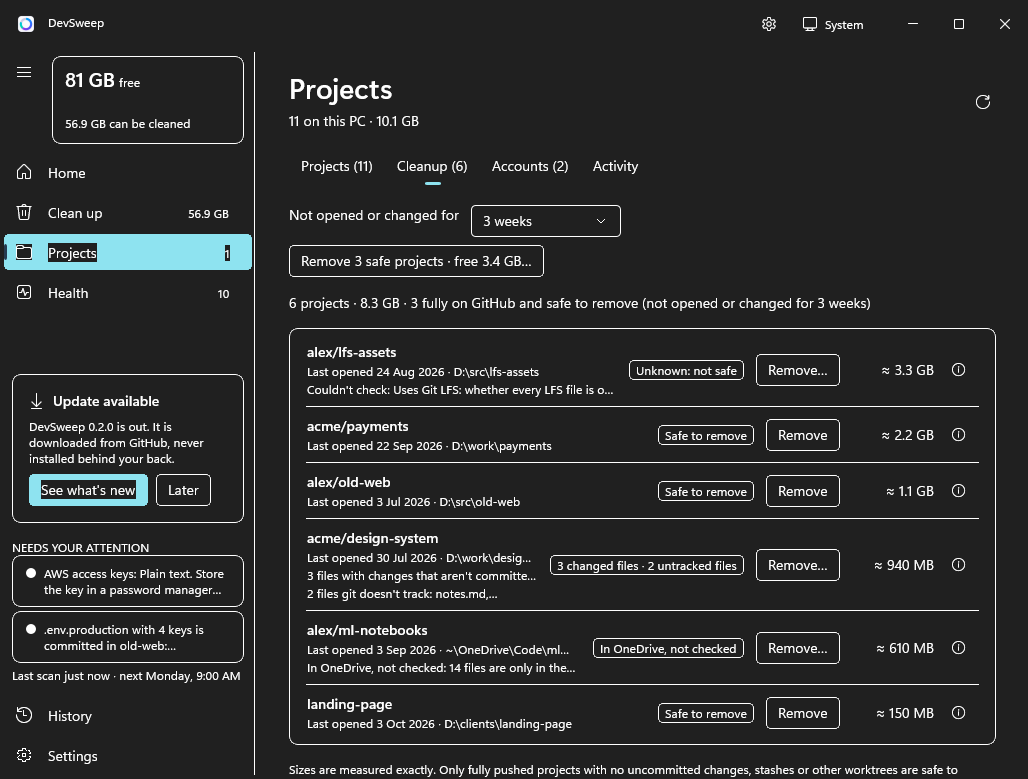 DevSweep
System
81 GB free
56.9 GB can be cleaned
Home
Clean up 56.9 GB
Projects 1
Health 10
Update available
DevSweep 0.2.0 is out. It is
downloaded from GitHub, never
installed behind your back.
See what's new
Later
NEEDS YOUR ATTENTION
AWS access keys: Plain text. Store
the key in a password manager...
.env.production with 4 keys is
committed in old-web:...
Last scan just now · next Monday, 9:00 AM
History
Settings
Projects
11 on this PC · 10.1 GB
Projects (11) Cleanup (6) Accounts (2) Activity
Not opened or changed for 3 weeks
Remove 3 safe projects · free 3.4 GB...
6 projects · 8.3 GB · 3 fully on GitHub and safe to remove (not opened or changed for 3 weeks)
alex/lfs-assets
Last opened 24 Aug 2026 · D:\src\lfs-assets
Couldn't check: Uses Git LFS: whether every LFS file is o...
Unknown: not safe
Remove...
≈ 3.3 GB
acme/payments
Last opened 22 Sep 2026 · D:\work\payments
Safe to remove
Remove
≈ 2.2 GB
alex/old-web
Last opened 3 Jul 2026 · D:\src\old-web
Safe to remove
Remove
≈ 1.1 GB
acme/design-system
Last opened 30 Jul 2026 · D:\work\desig...
3 files with changes that aren't committe...
2 files git doesn't track: notes.md,...
3 changed files · 2 untracked files
Remove...
≈ 940 MB
alex/ml-notebooks
Last opened 3 Sep 2026 · ~\OneDrive\Code\ml...
In OneDrive, not checked: 14 files are only in the...
In OneDrive, not checked
Remove...
≈ 610 MB
landing-page
Last opened 3 Oct 2026 · D:\clients\landing-page
Safe to remove
Remove
≈ 150 MB
Sizes are measured exactly. Only fully pushed projects with no uncommitted changes, stashes or other worktrees are safe to